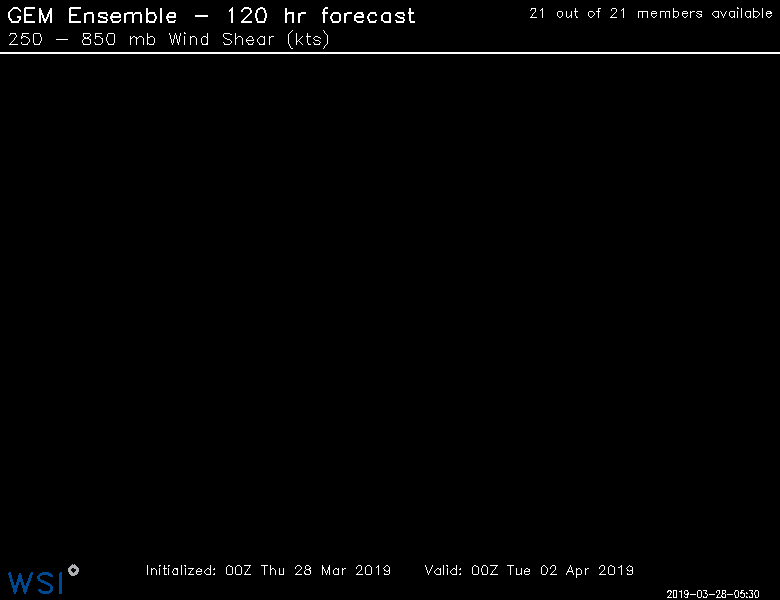 GEM Ensemble – 120 hr forecast
21 out of 21 members available
250 – 850 mb Wind Shear (kts)
Initialized: 00Z Thu 28 Mar 2019
Valid: 00Z Tue 02 Apr 2019
WSI
2019-03-28-05:30